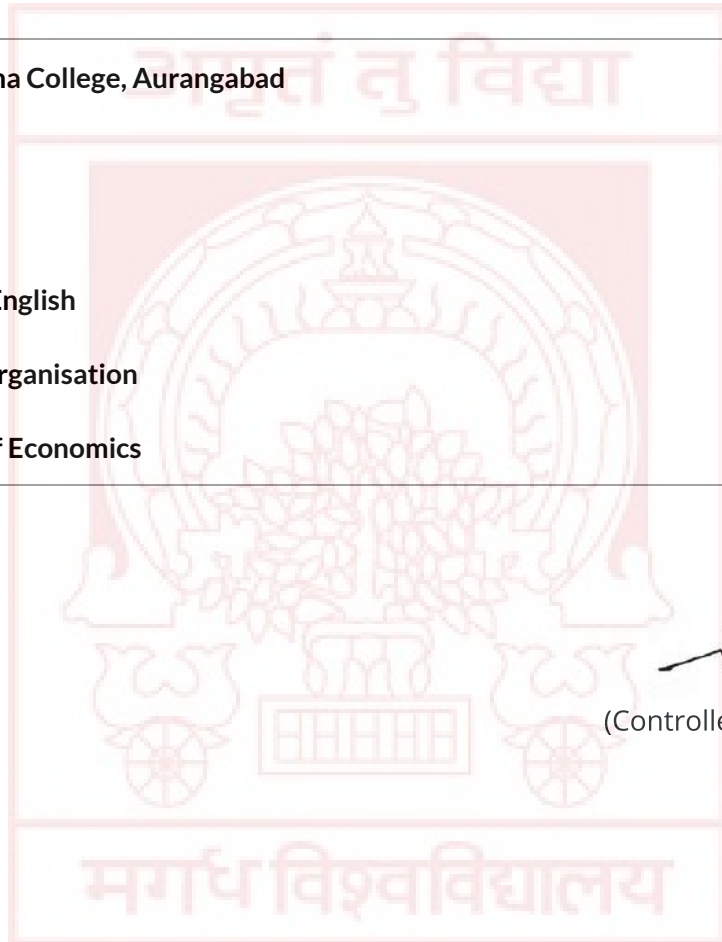 अमृतं तु विद्या
na College, Aurangabad
English
rganisation
f Economics
(Controlle
मगध विश्वविद्यालय